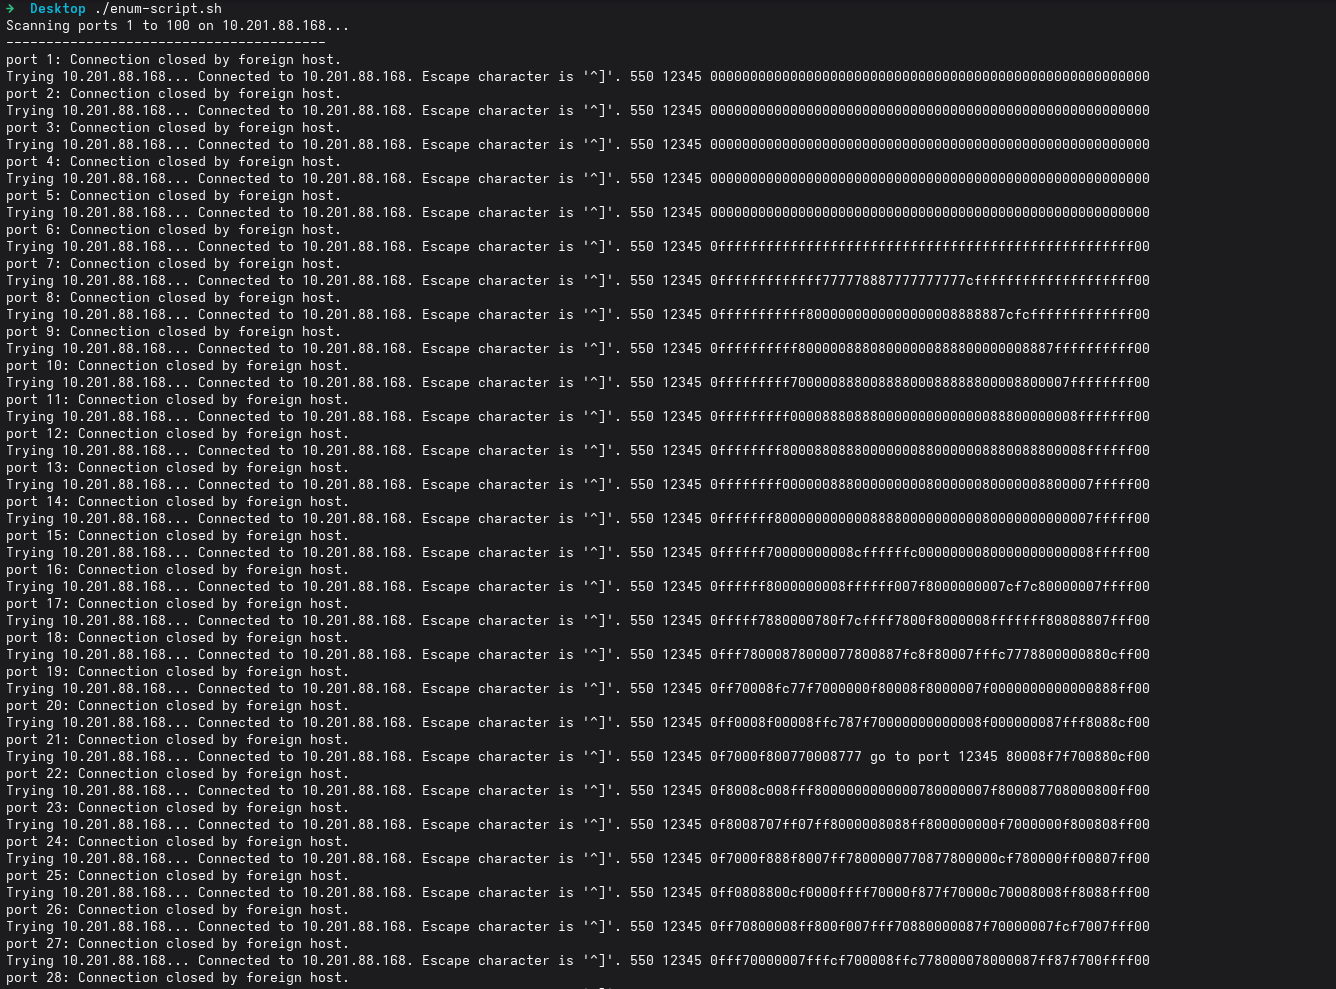 → Desktop ./enum-script.sh
Scanning ports 1 to 100 on 10.201.88.168...
----------------------------------------
port 1: Connection closed by foreign host.
Trying 10.201.88.168... Connected to 10.201.88.168. Escape character is '^]'. 550 12345 0000000000000000000000000000000000000000000000000000000
port 2: Connection closed by foreign host.
Trying 10.201.88.168... Connected to 10.201.88.168. Escape character is '^]'. 550 12345 0000000000000000000000000000000000000000000000000000000
port 3: Connection closed by foreign host.
Trying 10.201.88.168... Connected to 10.201.88.168. Escape character is '^]'. 550 12345 0000000000000000000000000000000000000000000000000000000
port 4: Connection closed by foreign host.
Trying 10.201.88.168... Connected to 10.201.88.168. Escape character is '^]'. 550 12345 0000000000000000000000000000000000000000000000000000000
port 5: Connection closed by foreign host.
Trying 10.201.88.168... Connected to 10.201.88.168. Escape character is '^]'. 550 12345 0000000000000000000000000000000000000000000000000000000
port 6: Connection closed by foreign host.
Trying 10.201.88.168... Connected to 10.201.88.168. Escape character is '^]'. 550 12345 0ffffffffffffffffffffffffffffffffffffffffffffffffffff00
port 7: Connection closed by foreign host.
Trying 10.201.88.168... Connected to 10.201.88.168. Escape character is '^]'. 550 12345 0fffffffffffff777778887777777777cffffffffffffffffffff00
port 8: Connection closed by foreign host.
Trying 10.201.88.168... Connected to 10.201.88.168. Escape character is '^]'. 550 12345 0fffffffffff8000000000000000008888887cfcfffffffffffff00
port 9: Connection closed by foreign host.
Trying 10.201.88.168... Connected to 10.201.88.168. Escape character is '^]'. 550 12345 0ffffffffff80000088808000000888800000008887ffffffffff00
port 10: Connection closed by foreign host.
Trying 10.201.88.168... Connected to 10.201.88.168. Escape character is '^]'. 550 12345 0fffffffff70000088800888800088888800008800007ffffffff00
port 11: Connection closed by foreign host.
Trying 10.201.88.168... Connected to 10.201.88.168. Escape character is '^]'. 550 12345 0fffffffff000088808880000000000000088800000008fffffff00
port 12: Connection closed by foreign host.
Trying 10.201.88.168... Connected to 10.201.88.168. Escape character is '^]'. 550 12345 0ffffffff80008808880000000880000008880088800008ffffff00
port 13: Connection closed by foreign host.
Trying 10.201.88.168... Connected to 10.201.88.168. Escape character is '^]'. 550 12345 0ffffffff000000888000000000800000080000008800007fffff00
port 14: Connection closed by foreign host.
Trying 10.201.88.168... Connected to 10.201.88.168. Escape character is '^]'. 550 12345 0fffffff80000000000008888000000000080000000000007fffff00
port 15: Connection closed by foreign host.
Trying 10.201.88.168... Connected to 10.201.88.168. Escape character is '^]'. 550 12345 0ffffff70000000008cffffffc0000000080000000000008fffff00
port 16: Connection closed by foreign host.
Trying 10.201.88.168... Connected to 10.201.88.168. Escape character is '^]'. 550 12345 0ffffff8000000008ffffff007f8000000007cf7c80000007ffff00
port 17: Connection closed by foreign host.
Trying 10.201.88.168... Connected to 10.201.88.168. Escape character is '^]'. 550 12345 0fffff7880000780f7cffff7800f8000008fffffff80808807fff00
port 18: Connection closed by foreign host.
Trying 10.201.88.168... Connected to 10.201.88.168. Escape character is '^]'. 550 12345 0fff78000878000077800887fc8f80007fffc7778800000880cff00
port 19: Connection closed by foreign host.
Trying 10.201.88.168... Connected to 10.201.88.168. Escape character is '^]'. 550 12345 0ff70008fc77f7000000f80008f8000007f0000000000000888ff00
port 20: Connection closed by foreign host.
Trying 10.201.88.168... Connected to 10.201.88.168. Escape character is '^]'. 550 12345 0ff0008f00008ffc787f70000000000008f000000087fff8088cf00
port 21: Connection closed by foreign host.
Trying 10.201.88.168... Connected to 10.201.88.168. Escape character is '^]'. 550 12345 0f7000f800770008777 go to port 12345 80008f7f700880cf00
port 22: Connection closed by foreign host.
Trying 10.201.88.168... Connected to 10.201.88.168. Escape character is '^]'. 550 12345 0f8008c008fff8000000000000780000007f800087708000800ff00
port 23: Connection closed by foreign host.
Trying 10.201.88.168... Connected to 10.201.88.168. Escape character is '^]'. 550 12345 0f8008707ff07ff8000008088ff800000000f7000000f800808ff00
port 24: Connection closed by foreign host.
Trying 10.201.88.168... Connected to 10.201.88.168. Escape character is '^]'. 550 12345 0f7000f888f8007ff7800000770877800000cf780000ff00807ff00
port 25: Connection closed by foreign host.
Trying 10.201.88.168... Connected to 10.201.88.168. Escape character is '^]'. 550 12345 0ff0808800cf0000ffff70000f877f70000c70008008ff8088fff00
port 26: Connection closed by foreign host.
Trying 10.201.88.168... Connected to 10.201.88.168. Escape character is '^]'. 550 12345 0ff70800008ff800f007fff70880000087f70000007fcf7007fff00
port 27: Connection closed by foreign host.
Trying 10.201.88.168... Connected to 10.201.88.168. Escape character is '^]'. 550 12345 0fff70000007fffcf700008ffc778000078000087ff87f700ffff00
port 28: Connection closed by foreign host.